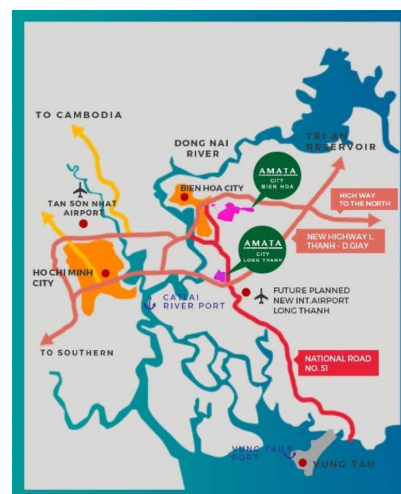 TO CAMBODIA
DONG NAI
RIVER
TRI AN
RESERVOIR
AMATA
CITY
BIEN HOA
BIEN HOA CITY
TAN SON NHAT
AIRPORT
HIGH WAY
TO THE NORTH
NEW HIGHWAY L.
THANH - D.GIAY
AMATA
CITY
LONG THANH
HO CHI MINH
CITY
CAT LAI
RIVER PORT
FUTURE PLANNED
NEW INT.AIRPORT
LONG THANH
TO SOUTHERN
NATIONAL ROAD
NO. 51
VUNG TAU
PORT
VUNG TAU